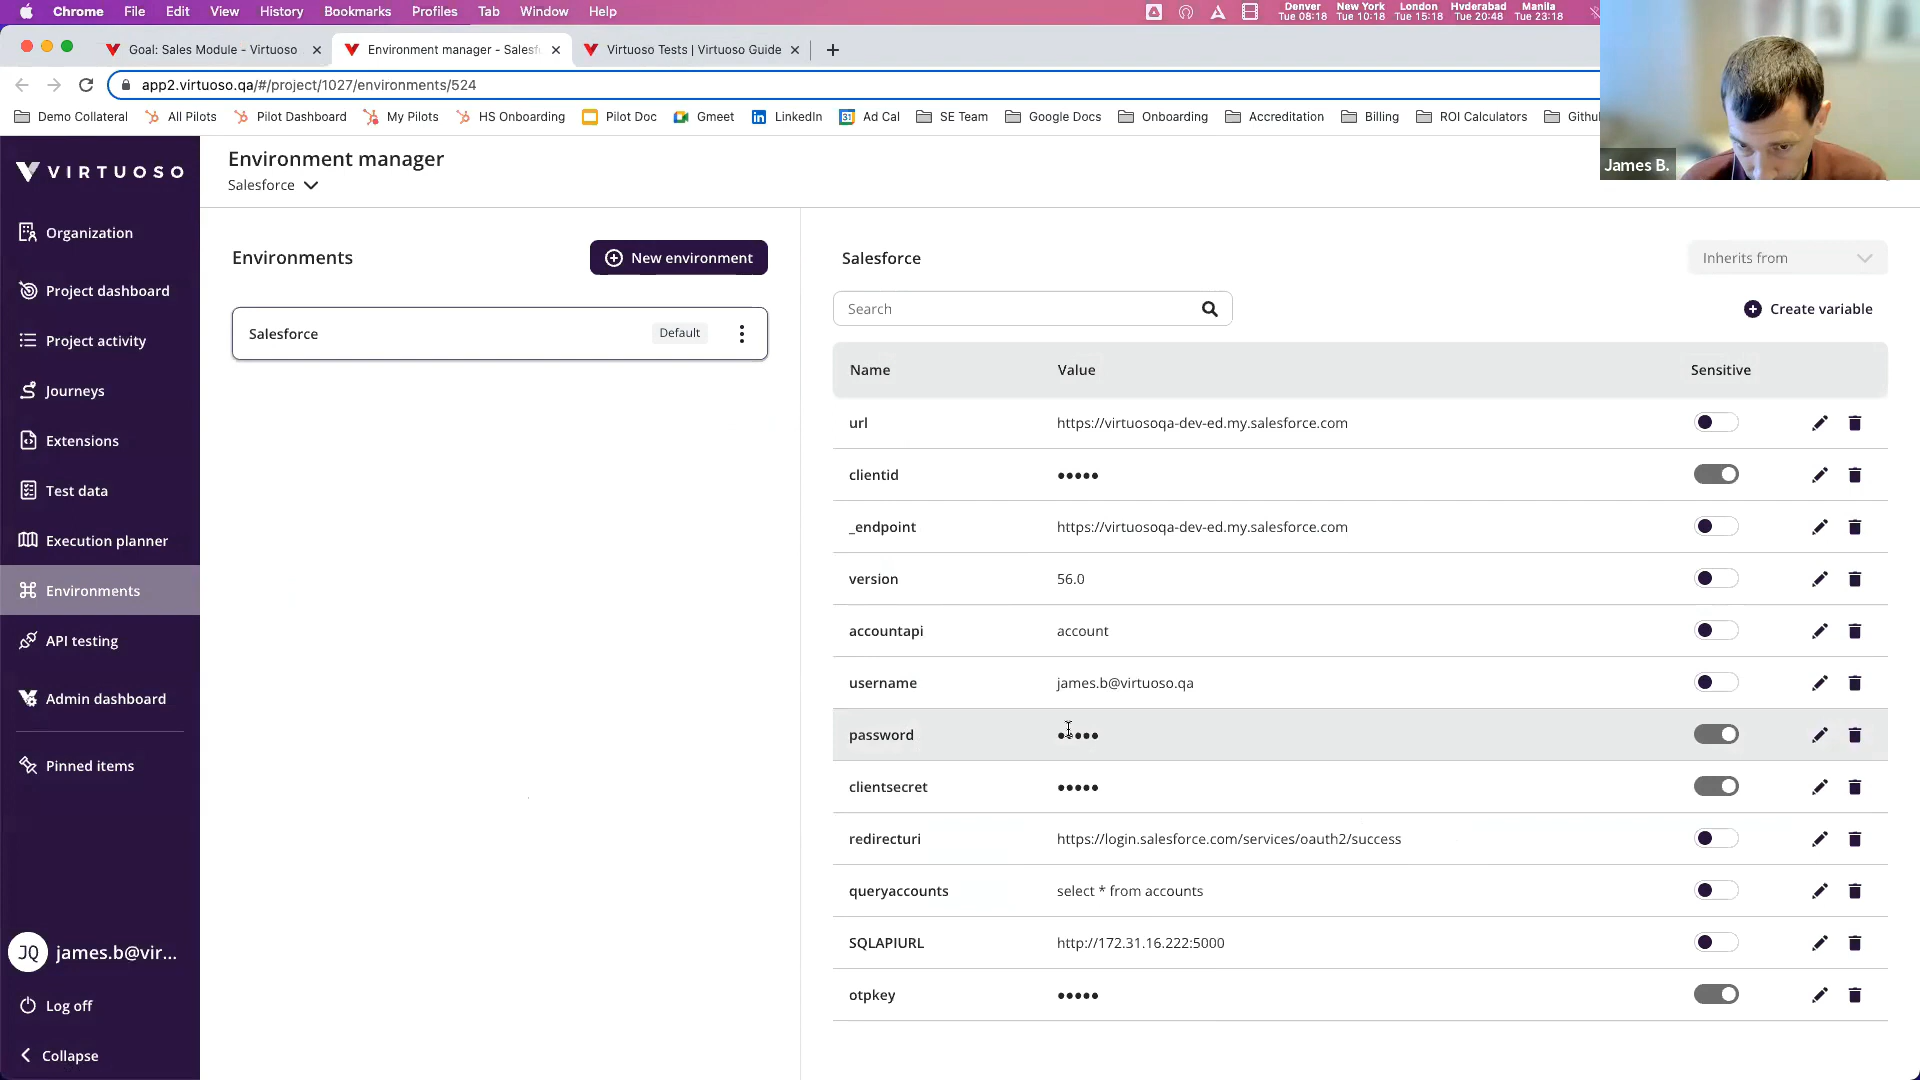 Chrome File Edit View History Bookmarks Profiles Tab Window Help
Denver New York London Hyderabad Manila
Tue 08:18 Tue 10:18 Tue 15:18 Tue 20:48 Tue 23:18
Goal: Sales Module - Virtuoso
Environment manager - Salesf
Virtuoso Tests | Virtuoso Guide
app2.virtuoso.qa/#/project/1027/environments/524
Demo Collateral All Pilots Pilot Dashboard My Pilots HS Onboarding Pilot Doc Gmeet LinkedIn 31 Ad Cal SE Team Google Docs Onboarding Accreditation Billing ROI Calculators Githu
James B.
VIRTUOSO
Organization
Project dashboard
Project activity
Journeys
Extensions
Test data
Execution planner
Environments
API testing
Admin dashboard
Pinned items
JQ james.b@vir...
Log off
Collapse
Environment manager
Salesforce
Environments
New environment
Salesforce Default
Salesforce
Inherits from
Search
Create variable
Name Value Sensitive
url https://virtuosoqa-dev-ed.my.salesforce.com
clientid •••••
_endpoint https://virtuosoqa-dev-ed.my.salesforce.com
version 56.0
accountapi account
username james.b@virtuoso.qa
password •••••
clientsecret •••••
redirecturi https://login.salesforce.com/services/oauth2/success
queryaccounts select * from accounts
SQLAPIURL http://172.31.16.222:5000
otpkey •••••